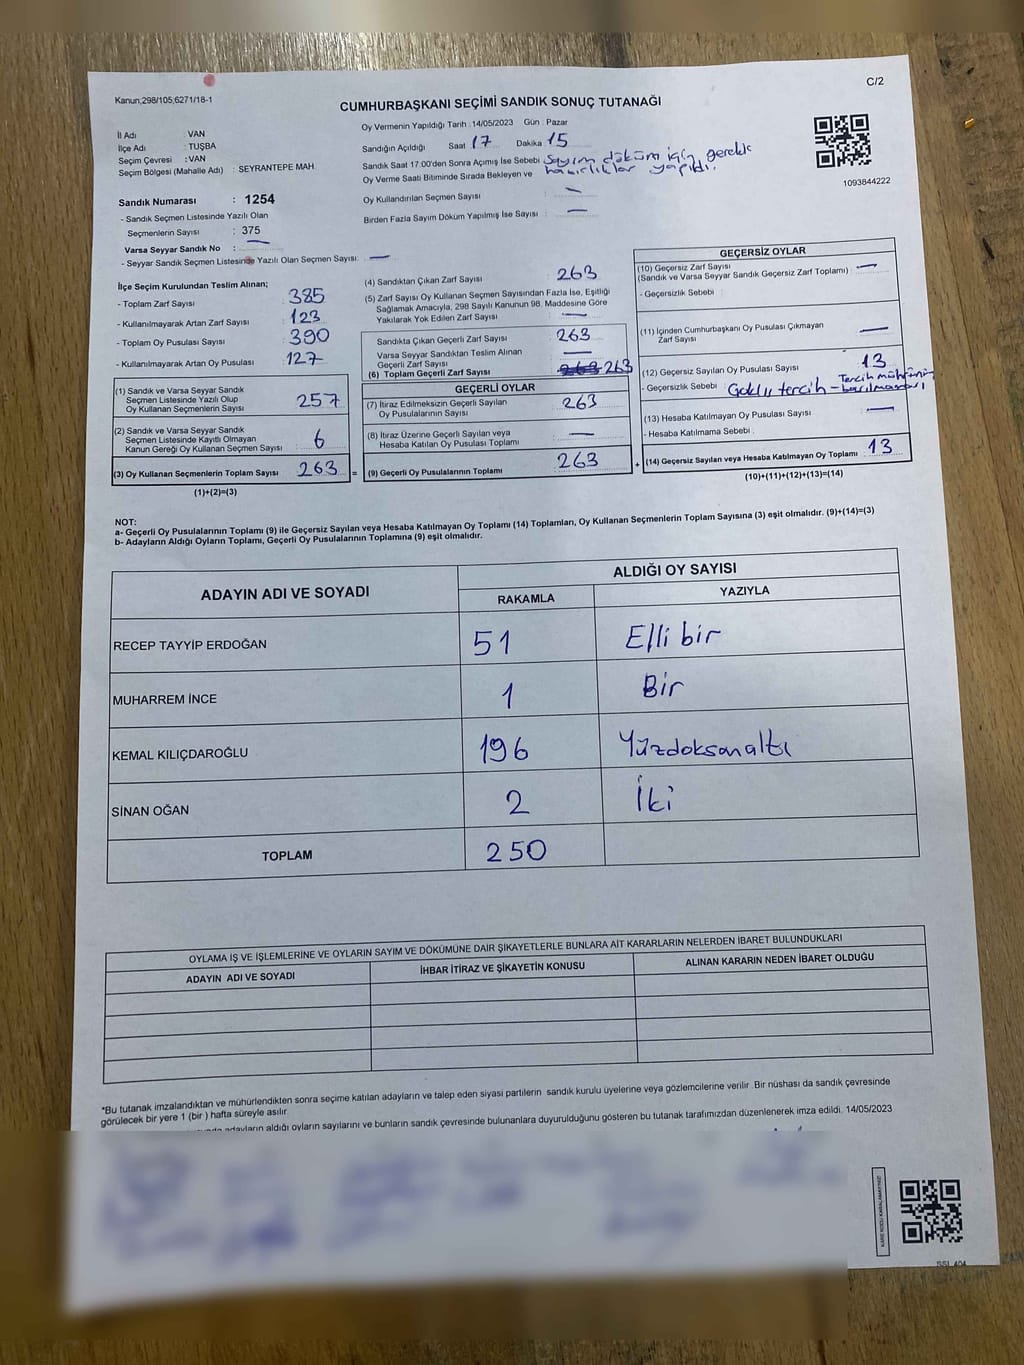 Kanun;298/105;6271/18-1
C/2
CUMHURBAŞKANI SEÇİMİ SANDIK SONUÇ TUTANAĞI
İl Adı : VAN
İlçe Adı : TUŞBA
Seçim Çevresi : VAN
Seçim Bölgesi (Mahalle Adı) : SEYRANTEPE MAH
Sandık Numarası : 1254
- Sandık Seçmen Listesinde Yazılı Olan
Seçmenlerin Sayısı : 375
Varsa Seyyar Sandık No : —
- Seyyar Sandık Seçmen Listesinde Yazılı Olan Seçmen Sayısı: —
Oy Vermenin Yapıldığı Tarih : 14/05/2023 Gün : Pazar
Sandığın Açıldığı Saat 17 Dakika 15
Sandık Saat 17:00'den Sonra Açımış İse Sebebi Sayım döküm için gerekli
hazırlıklar yapıldı.
Oy Verme Saati Bitiminde Sırada Bekleyen ve
Oy Kullandırılan Seçmen Sayısı : —
Birden Fazla Sayım Döküm Yapılmış İse Sayısı : —
1093844222
İlçe Seçim Kurulundan Teslim Alınan;
- Toplam Zarf Sayısı 385
- Kullanılmayarak Artan Zarf Sayısı 123
- Toplam Oy Pusulası Sayısı 390
- Kullanılmayarak Artan Oy Pusulası 127
(1) Sandık ve Varsa Seyyar Sandık
Seçmen Listesinde Yazılı Olup
Oy Kullanan Seçmenlerin Sayısı 257
(2) Sandık ve Varsa Seyyar Sandık
Seçmen Listesinde Kayıtlı Olmayan
Kanun Gereği Oy Kullanan Seçmen Sayısı 6
(3) Oy Kullanan Seçmenlerin Toplam Sayısı 263 =
(1)+(2)=(3)
(4) Sandıktan Çıkan Zarf Sayısı 263
(5) Zarf Sayısı Oy Kullanan Seçmen Sayısından Fazla İse, Eşitliği
Sağlamak Amacıyla, 298 Sayılı Kanunun 98. Maddesine Göre
Yakılarak Yok Edilen Zarf Sayısı —
Sandıkta Çıkan Geçerli Zarf Sayısı 263
Varsa Seyyar Sandıktan Teslim Alınan
Geçerli Zarf Sayısı —
(6) Toplam Geçerli Zarf Sayısı 263 263
GEÇERLİ OYLAR
(7) İtiraz Edilmeksizin Geçerli Sayılan
Oy Pusulalarının Sayısı 263
(8) İtiraz Üzerine Geçerli Sayılan veya
Hesaba Katılan Oy Pusulası Toplamı —
(9) Geçerli Oy Pusulalarının Toplamı 263 +
GEÇERSİZ OYLAR
(10) Geçersiz Zarf Sayısı
(Sandık ve Varsa Seyyar Sandık Geçersiz Zarf Toplamı) : —
- Geçersizlik Sebebi :
(11) İçinden Cumhurbaşkanı Oy Pusulası Çıkmayan
Zarf Sayısı —
(12) Geçersiz Sayılan Oy Pusulası Sayısı 13
- Geçersizlik Sebebi : Çoklu tercih - Tercih mührünün
basılmaması
(13) Hesaba Katılmayan Oy Pusulası Sayısı —
- Hesaba Katılmama Sebebi :
(14) Geçersiz Sayılan veya Hesaba Katılmayan Oy Toplamı 13
(10)+(11)+(12)+(13)=(14)
NOT:
a- Geçerli Oy Pusulalarının Toplamı (9) ile Geçersiz Sayılan veya Hesaba Katılmayan Oy Toplamı (14) Toplamları, Oy Kullanan Seçmenlerin Toplam Sayısına (3) eşit olmalıdır. (9)+(14)=(3)
b- Adayların Aldığı Oyların Toplamı, Geçerli Oy Pusulalarının Toplamına (9) eşit olmalıdır.
ADAYIN ADI VE SOYADI
ALDIĞI OY SAYISI
RAKAMLA YAZIYLA
RECEP TAYYİP ERDOĞAN 51 Elli bir
MUHARREM İNCE 1 Bir
KEMAL KILIÇDAROĞLU 196 Yüzdoksanaltı
SİNAN OĞAN 2 İki
TOPLAM 250
OYLAMA İŞ VE İŞLEMLERİNE VE OYLARIN SAYIM VE DÖKÜMÜNE DAİR ŞİKAYETLERLE BUNLARA AİT KARARLARIN NELERDEN İBARET BULUNDUKLARI
ADAYIN ADI VE SOYADI İHBAR İTİRAZ VE ŞİKAYETİN KONUSU ALINAN KARARIN NEDEN İBARET OLDUĞU
*Bu tutanak imzalandıktan ve mühürlendikten sonra seçime katılan adayların ve talep eden siyasi partilerin sandık kurulu üyelerine veya gözlemcilerine verilir. Bir nüshası da sandık çevresinde
görülecek bir yere 1 (bir ) hafta süreyle asılır.
adayların aldığı oyların sayılarını ve bunların sandık çevresinde bulunanlara duyurulduğunu gösteren bu tutanak tarafımızdan düzenlenerek imza edildi. 14/05/2023
KARE KODU KARALAMAYINIZ!